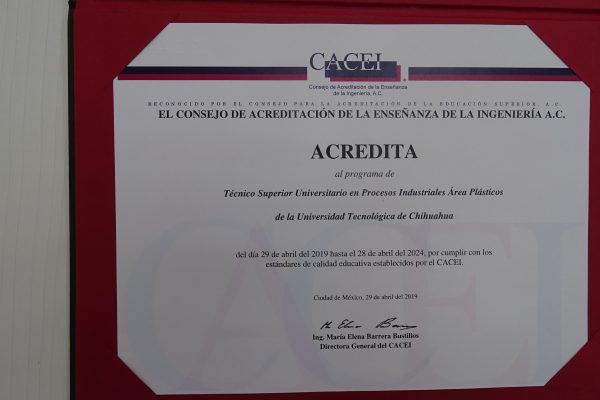 CACEI
Consejo de Acreditación de la Enseñanza
de la Ingeniería, A.C.
RECONOCIDO POR EL CONSEJO PARA LA ACREDITACIÓN DE LA EDUCACIÓN SUPERIOR, A.C.
EL CONSEJO DE ACREDITACIÓN DE LA ENSEÑANZA DE LA INGENIERÍA A.C.
ACREDITA
al programa de
Técnico Superior Universitario en Procesos Industriales Área Plásticos
de la Universidad Tecnológica de Chihuahua
del día 29 de abril del 2019 hasta el 28 de abril del 2024, por cumplir con los
estándares de calidad educativa establecidos por el CACEI.
Ciudad de México, 29 de abril del 2019
Ing. María Elena Barrera Bustillos
Directora General del CACEI